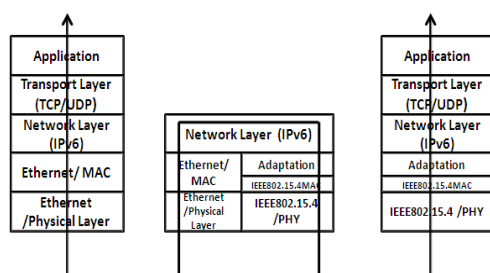 Application
Transport Layer
(TCP/UDP)
Network Layer
(IPv6)
Ethernet/ MAC
Ethernet
/Physical Layer
Network Layer (IPv6)
Ethernet/
MAC
Adaptation
IEEE802.15.4MAC
Ethernet
/Physical
Layer
IEEE802.15.4
/PHY
Application
Transport Layer
(TCP/UDP)
Network Layer
(IPv6)
Adaptation
IEEE802.15.4MAC
IEEE802.15.4 /PHY